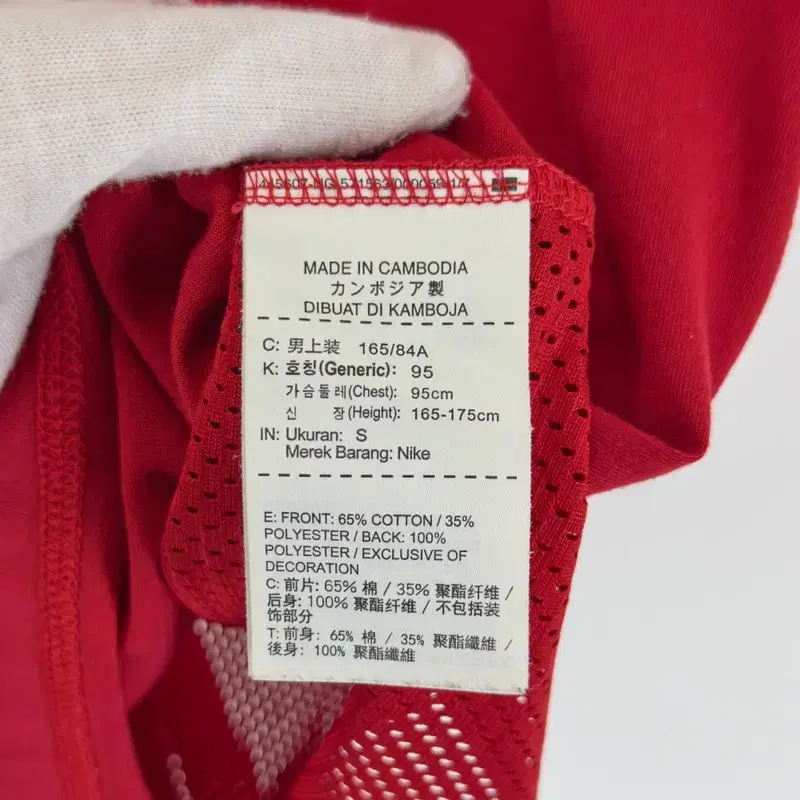 MADE IN CAMBODIA
カンボジア製
DIBUAT DI KAMBOJA
C: 男上装 165/84A
K: 호칭(Generic): 95
가슴둘레(Chest): 95cm
신 장(Height): 165-175cm
IN: Ukuran: S
Merek Barang: Nike
E: FRONT: 65% COTTON / 35%
POLYESTER / BACK: 100%
POLYESTER / EXCLUSIVE OF
DECORATION
C: 前片: 65% 棉 / 35% 聚酯纤维 /
后身: 100% 聚酯纤维 / 不包括装
饰部分
T: 前身: 65% 棉 / 35% 聚酯纖維 /
後身: 100% 聚酯纖維